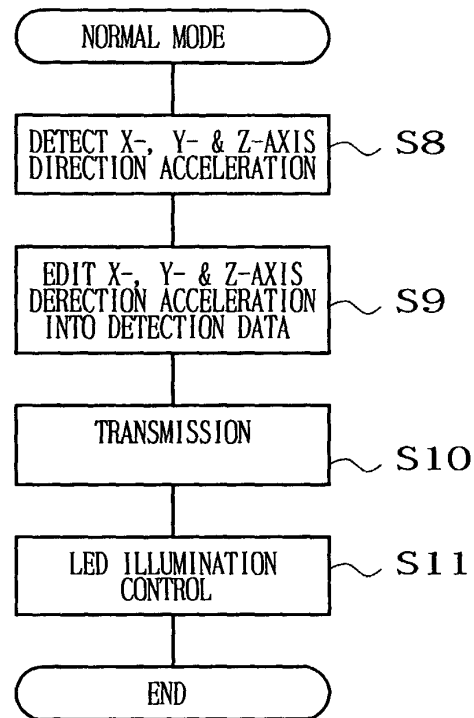 NORMAL MODE
DETECT X-, Y- & Z-AXIS
DIRECTION ACCELERATION
S8
EDIT X-, Y- & Z-AXIS
DERECTION ACCELERATION
INTO DETECTION DATA
S9
TRANSMISSION
S10
LED ILLUMINATION
CONTROL
S11
END